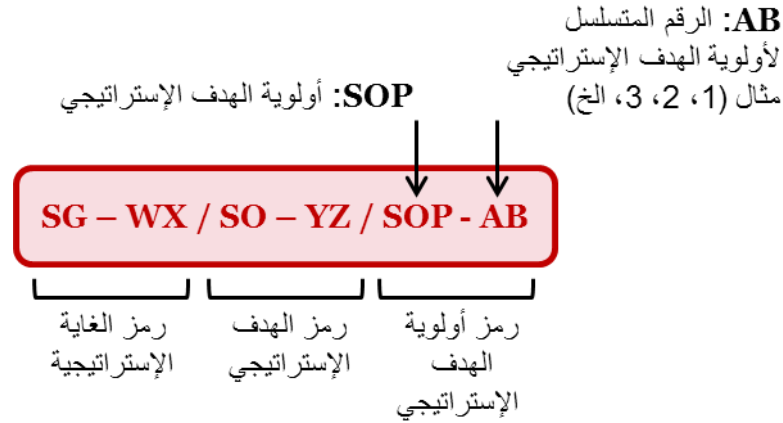 AB: الرقم المتسلسل
لأولوية الهدف الإستراتيجي
مثال (1، 2، 3، الخ)
SOP: أولوية الهدف الإستراتيجي
SG – WX / SO – YZ / SOP - AB
رمز أولوية
الهدف
الإستراتيجي
رمز الهدف
الإستراتيجي
رمز الغاية
الإستراتيجية